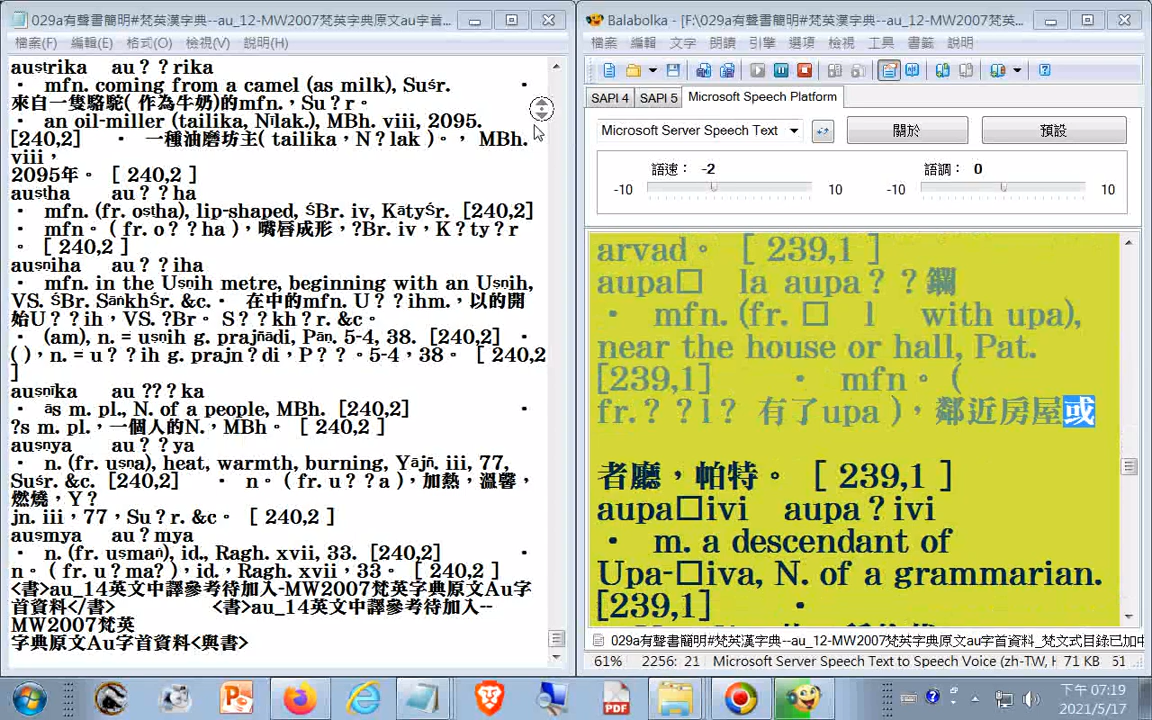 029a有聲書簡明#梵英漢字典--au_12-MW2007梵英字典原文au字首...
檔案(F) 編輯(E) 格式(O) 檢視(V) 說明(H)
auṣṭrika au？？rika
‧ mfn. coming from a camel (as milk), Suśr. ‧
來自一隻駱駝( 作為牛奶)的mfn.，Su？r。
‧ an oil-miller (tailika, Nīlak.), MBh. viii, 2095.
[240,2] ‧ 一種油磨坊主( tailika，N？lak )。， MBh.
viii，
2095年。［240,2］
auṣṭha au？？ha
‧ mfn. (fr. oṣṭha), lip-shaped, ŚBr. iv, KātyŚr. [240,2]
‧ mfn。( fr. o？？ha )，嘴唇成形，?Br. iv，K？ty？r
。［240,2］
auṣṇiha au？？iha
‧ mfn. in the Uṣṇih metre, beginning with an Uṣṇih,
VS. ŚBr. SāṅkhŚr. &c. ‧ 在中的mfn. U？？ihm.，以的開
始U？？ih，VS. ?Br。S？？kh？r. &c。
‧ (am), n. = uṣṇih g. prajñādi, Pāṇ. 5-4, 38. [240,2] ‧
( )，n. = u？？ih g. prajn？di，P？？。5-4，38。［240,2
］
auṣṇīka au ??？ka
‧ ās m. pl., N. of a people, MBh. [240,2] ‧
?s m. pl.，一個人的N.，MBh。［240,2］
auṣṇya au？？ya
‧ n. (fr. uṣṇa), heat, warmth, burning, Yājñ. iii, 77,
Suśr. &c. [240,2] ‧ n。( fr. u？？a )，加熱，溫馨，
燃燒，Y？
jn. iii，77，Su？r. &c。［240,2］
auṣmya au？mya
‧ n. (fr. uṣmaṅ), id., Ragh. xvii, 33. [240,2] ‧
n。( fr. u？ma？)，id.，Ragh. xvii，33。［240,2］
<書>au_14英文中譯參考待加入-MW2007梵英字典原文Au字
首資料</書> <書>au_14英文中譯參考待加入--
MW2007梵英
字典原文Au字首資料<與書>
Balabolka - [F:\029a有聲書簡明#梵英漢字典--au_12-MW2007梵英...
檔案 編輯 文字 朗讀 引擎 選項 檢視 工具 書籤 說明
SAPI 4 SAPI 5 Microsoft Speech Platform
Microsoft Server Speech Text 關於 預設
語速： -2 語調： 0
-10 10 -10 10
arvad。［239,1］
aupa□ la aupa？？鑭
‧ mfn. (fr. □ l with upa),
near the house or hall, Pat.
[239,1] ‧ mfn。(
fr.？？l？ 有了upa )，鄰近房屋或
者廳，帕特。［239,1］
aupa□ivi aupa？ivi
‧ m. a descendant of
Upa-□iva, N. of a grammarian.
[239,1] ‧
029a有聲書簡明#梵英漢字典--au_12-MW2007梵英字典原文au字首資料_梵文式目錄已加中
61% 2256: 21 Microsoft Server Speech Text to Speech Voice (zh-TW, H 71 KB 51
下午 07:19
2021/5/17